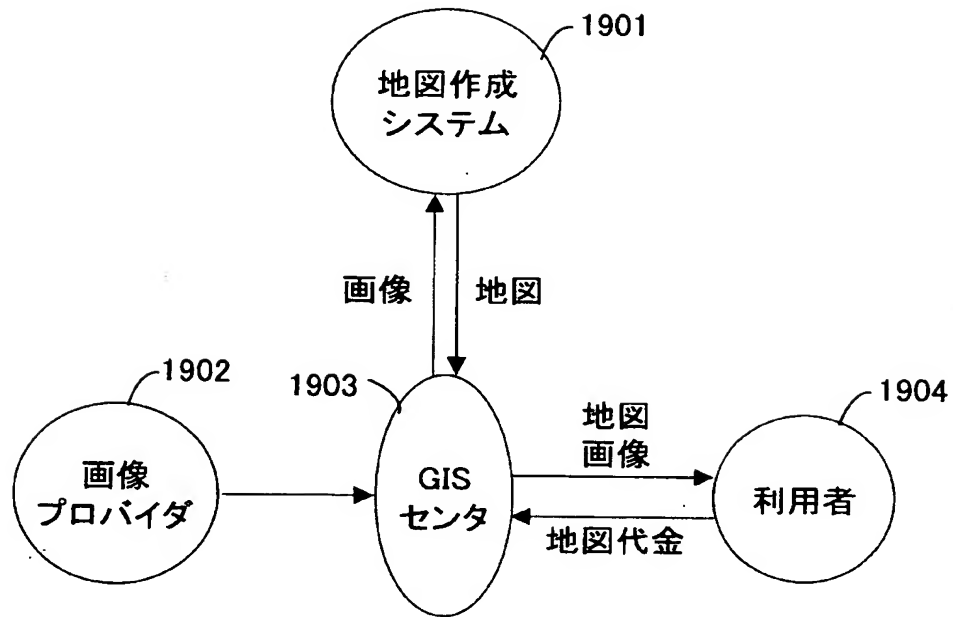 1901
地図作成
システム
画像
地図
1902
画像
プロバイダ
1903
GIS
センタ
地図
画像
地図代金
1904
利用者